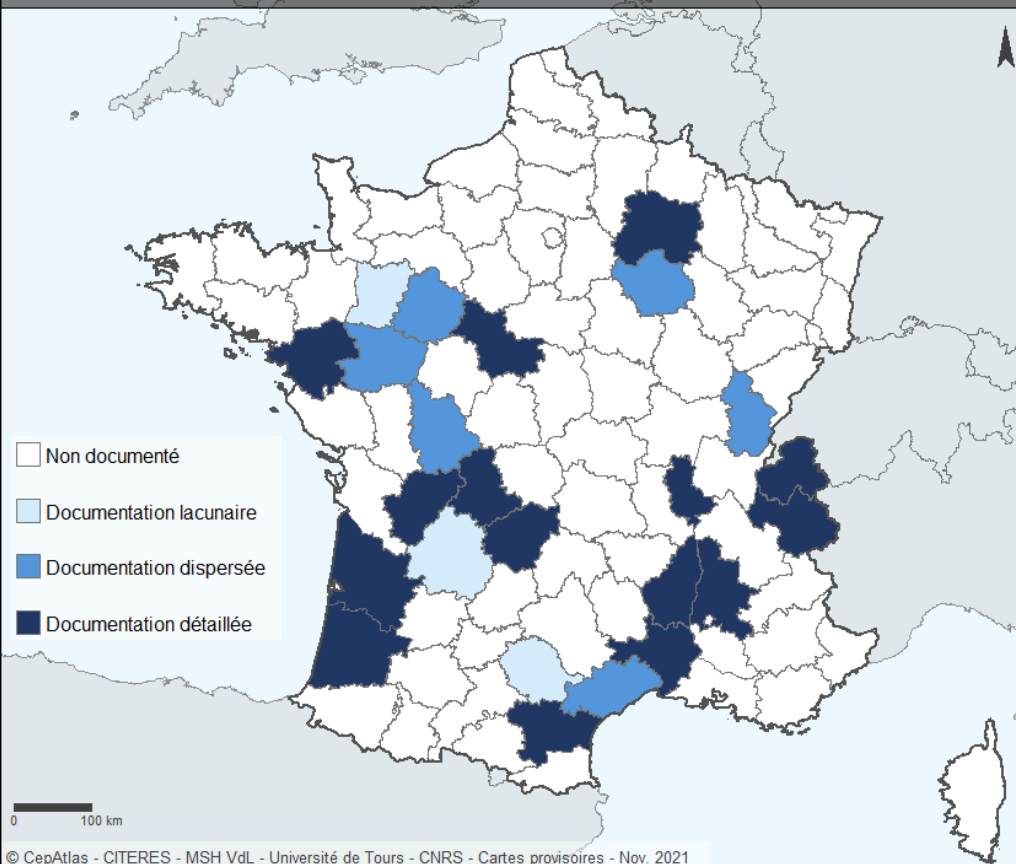 Non documenté
Documentation lacunaire
Documentation dispersée
Documentation détaillée
0 100 km
© CepAtlas - CITERES - MSH VdL - Université de Tours - CNRS - Cartes provisoires - Nov. 2021